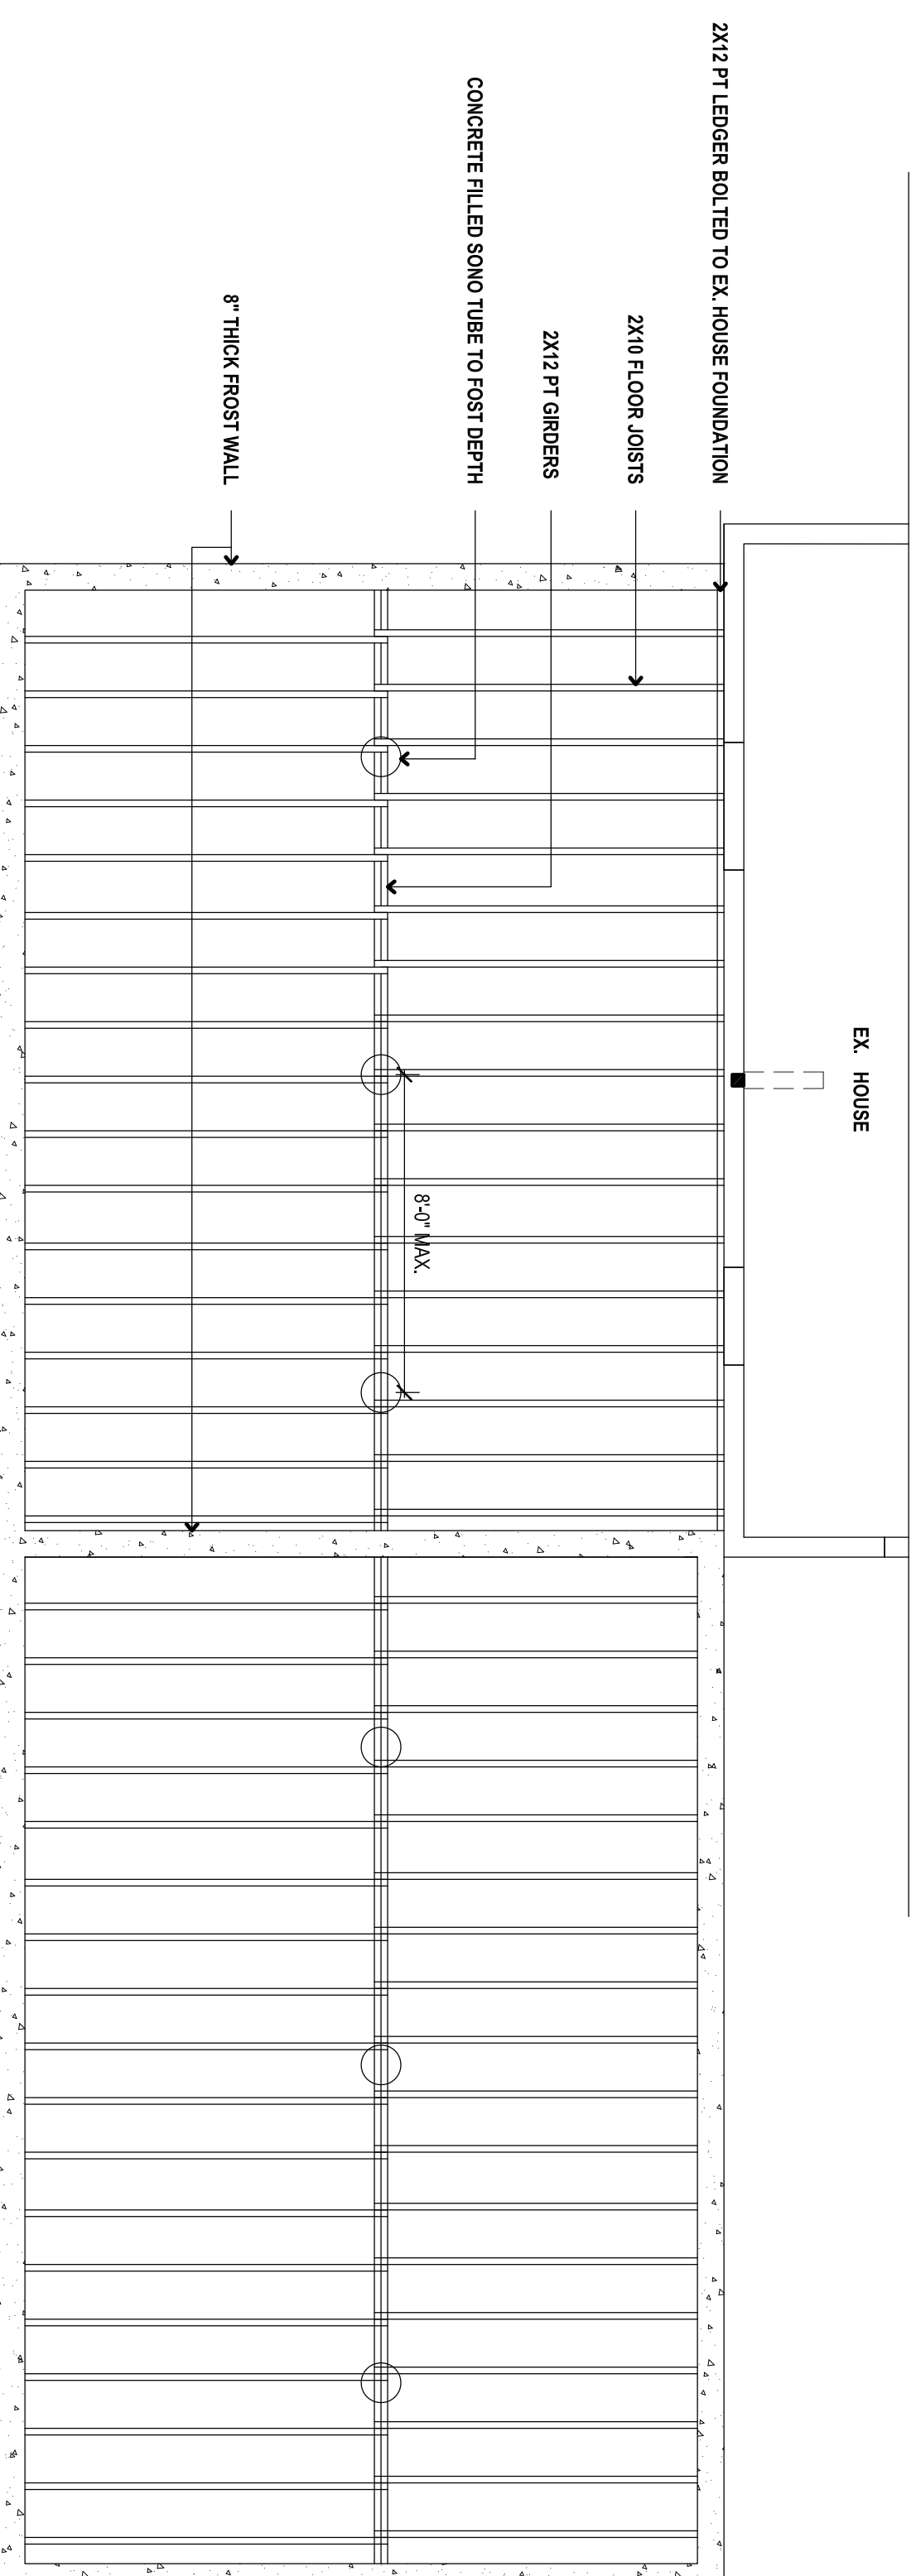 2X12 PT LEDGER BOLTED TO EX. HOUSE FOUNDATION
2X10 FLOOR JOISTS
2X12 PT GIRDERS
CONCRETE FILLED SONO TUBE TO FOST DEPTH
8" THICK FROST WALL
EX. HOUSE
8'-0" MAX.